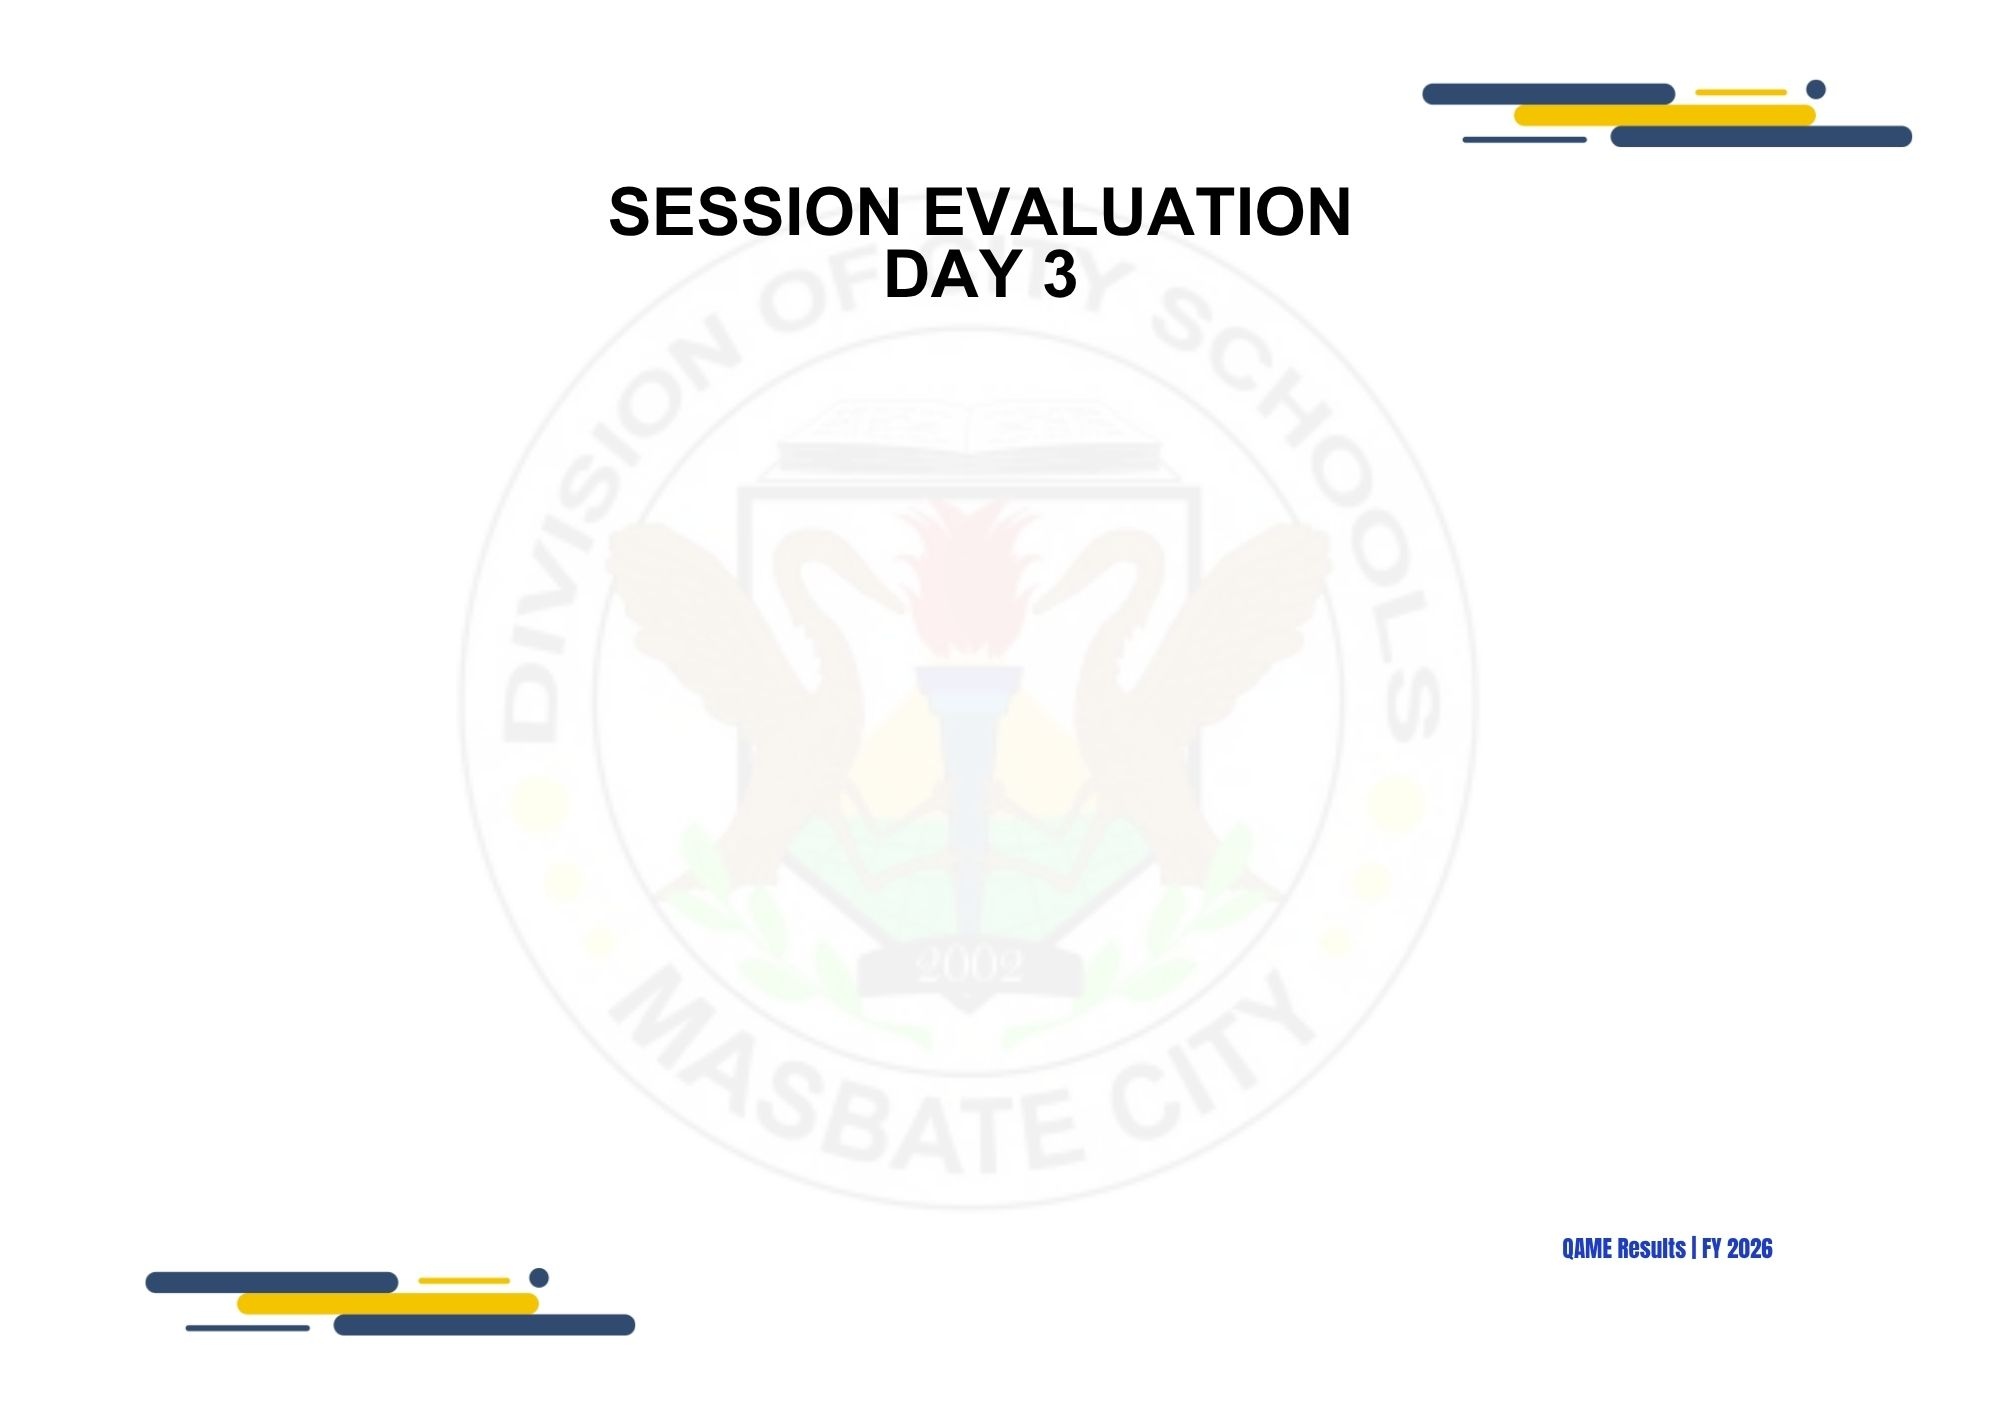 SESSION EVALUATION
DAY 3
DIVISION OF CITY SCHOOLS
2002
MASBATE CITY
QAME Results | FY 2026